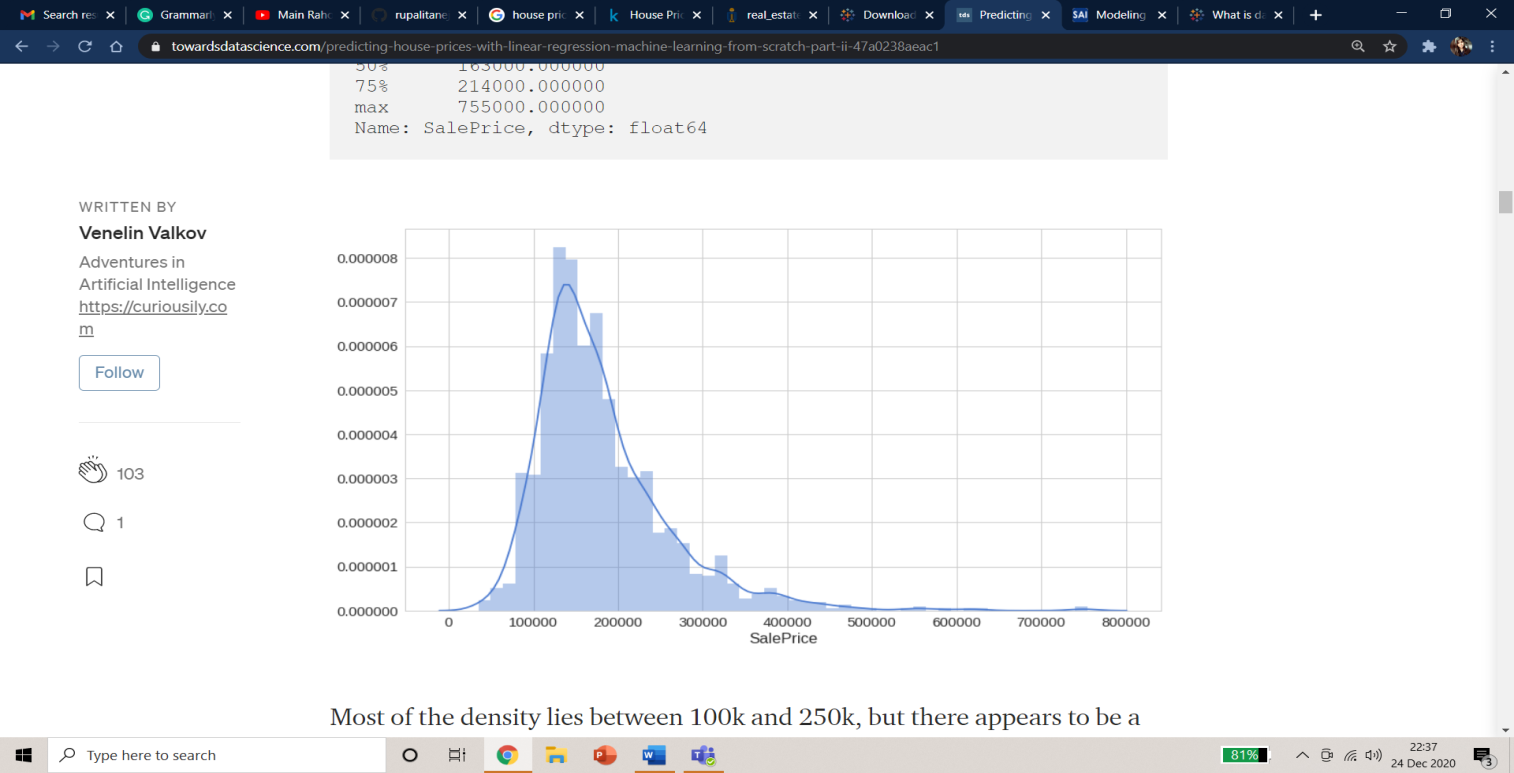 Search res
Grammarl
Main Rah
rupalitane
house pric
House Pric
real_estate
Download
Predicting
Modeling
What is da
towardsdatascience.com/predicting-house-prices-with-linear-regression-machine-learning-from-scratch-part-ii-47a0238aeac1
50% 163000.000000
75% 214000.000000
max 755000.000000
Name: SalePrice, dtype: float64
WRITTEN BY
Venelin Valkov
Adventures in
Artificial Intelligence
https://curiousily.co
m
Follow
103
1
0.000008
0.000007
0.000006
0.000005
0.000004
0.000003
0.000002
0.000001
0.000000
0 100000 200000 300000 400000 500000 600000 700000 800000
SalePrice
Most of the density lies between 100k and 250k, but there appears to be a
Type here to search
81%
22:37
24 Dec 2020
3